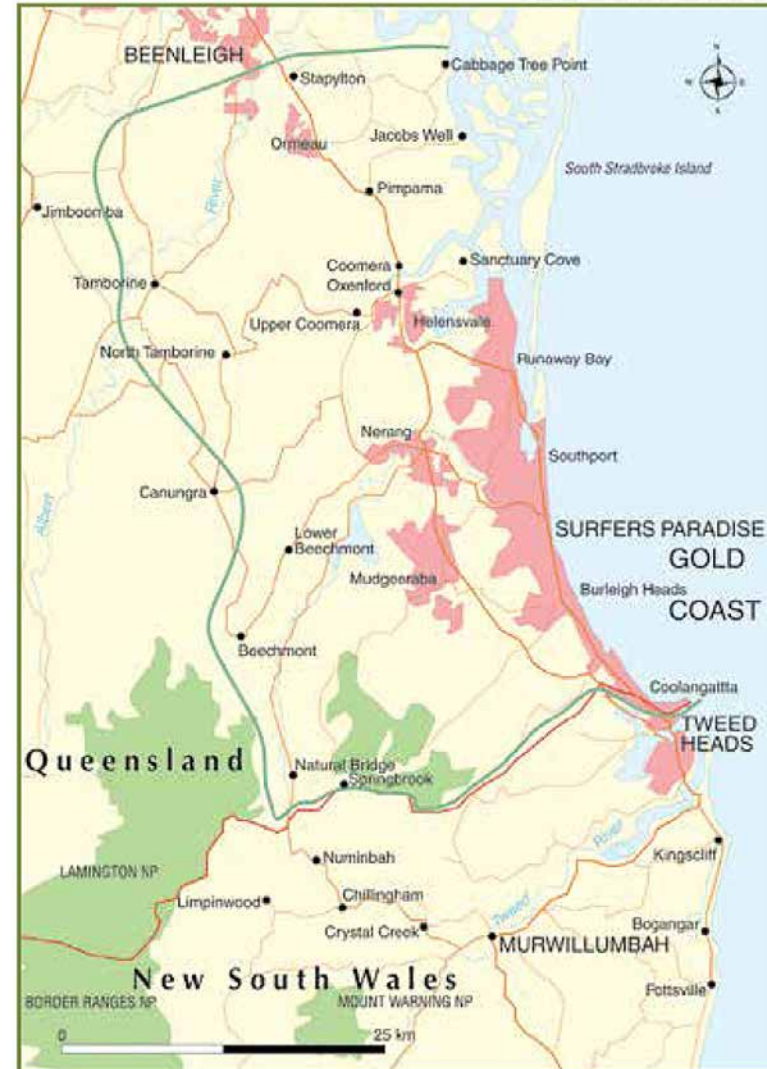 BEENLEIGH
Cabbage Tree Point
Stapylton
N
W
E
S
Jacobs Well
Ormeau
South Stradbroke Island
Pimpama
River
Jimboomba
Coomera
Sanctuary Cove
Oxenford
Tamborine
Upper Coomera
Helensvale
North Tamborine
Runaway Bay
Nerang
Southport
Canungra
Albert
Lower
Beechmont
SURFERS PARADISE
GOLD
Mudgeeraba
Burleigh Heads
COAST
Beechmont
Coolangattta
TWEED
HEADS
Queensland
Natural Bridge
Springbrook
River
Numinbah
Kingscliff
LAMINGTON NP
Limpinwood
Chillingham
Tweed
Crystal Creek
Bogangar
MURWILLUMBAH
New South Wales
Fottsville
BORDER RANGES NP
MOUNT WARNING NP
0
25 km